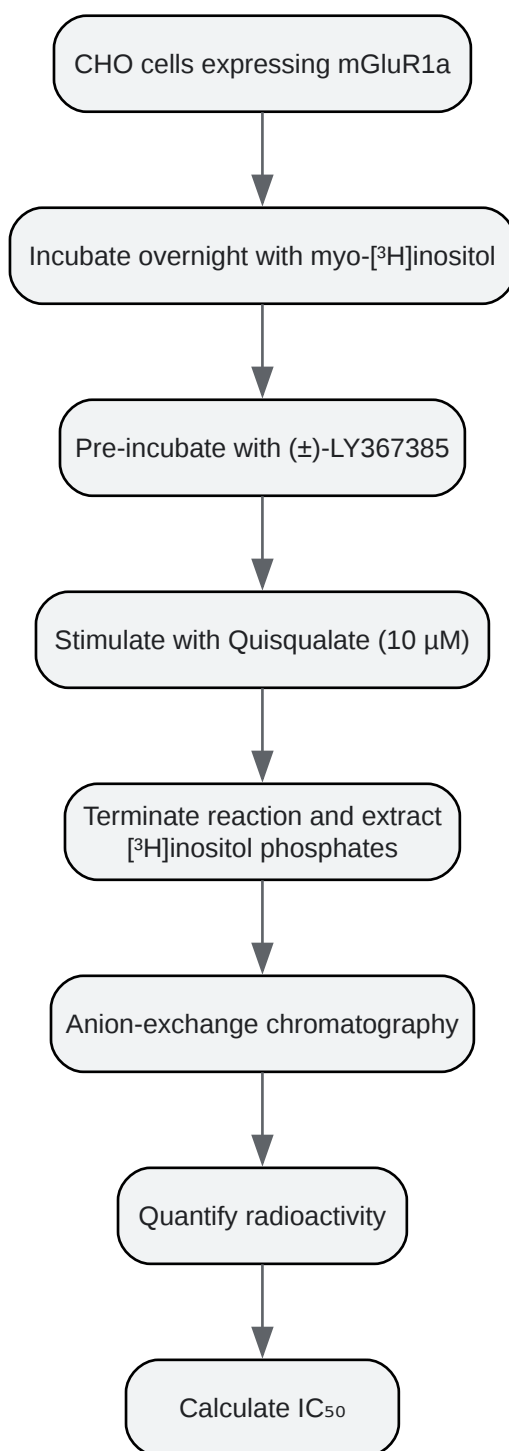 CHO cells expressing mGluR1a
Incubate overnight with myo-[³H]inositol
Pre-incubate with (±)-LY367385
Stimulate with Quisqualate (10 µM)
Terminate reaction and extract
[³H]inositol phosphates
Anion-exchange chromatography
Quantify radioactivity
Calculate IC₅₀